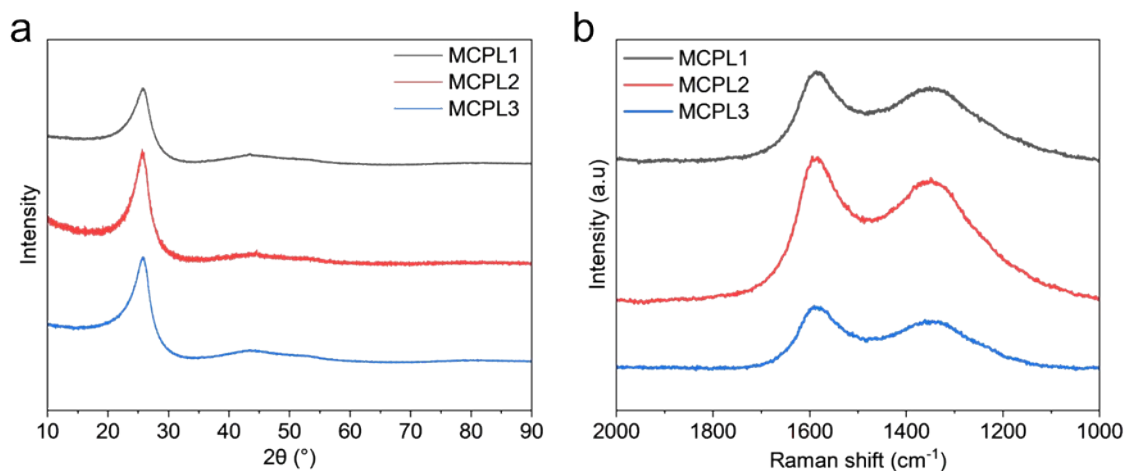 a
MCPL1
MCPL2
MCPL3
Intensity
10 20 30 40 50 60 70 80 90
2θ (°)
b
MCPL1
MCPL2
MCPL3
Intensity (a.u)
2000 1800 1600 1400 1200 1000
Raman shift (cm⁻¹)